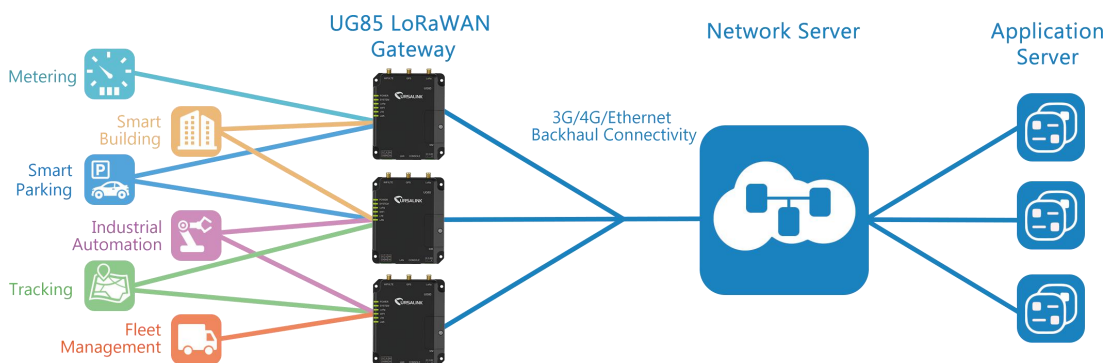 UG85 LoRaWAN
Gateway
Network Server
Application
Server
Metering
Smart
Building
Smart
Parking
Industrial
Automation
Tracking
Fleet
Management
P
URSALINK
URSALINK
URSALINK
3G/4G/Ethernet
Backhaul Connectivity